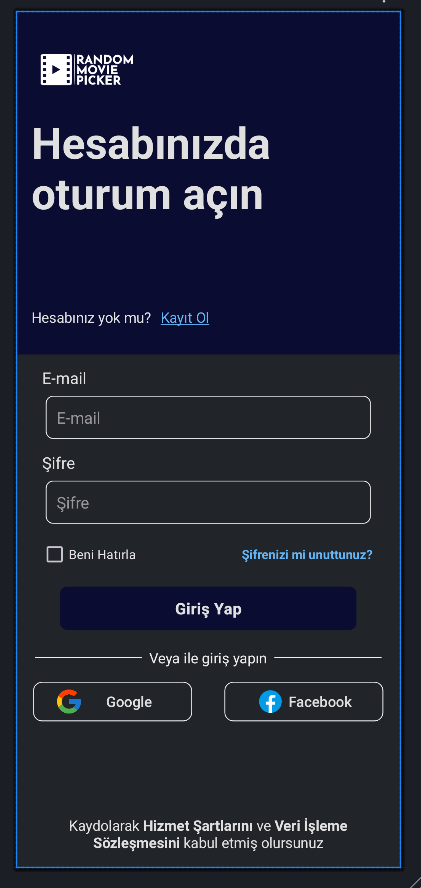 RANDOM
MOVIE
PICKER
Hesabınızda
oturum açın
Hesabınız yok mu? Kayıt Ol
E-mail
E-mail
Şifre
Şifre
Beni Hatırla Şifrenizi mi unuttunuz?
Giriş Yap
Veya ile giriş yapın
Google Facebook
Kaydolarak Hizmet Şartlarını ve Veri İşleme
Sözleşmesini kabul etmiş olursunuz